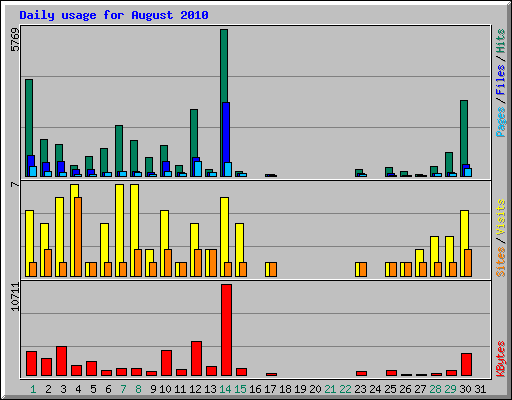 Daily usage for August 2010
5769
Pages / Files / Hits
7
Sites / Visits
10711
KBytes
1 2 3 4 5 6 7 8 9 10 11 12 13 14 15 16 17 18 19 20 21 22 23 24 25 26 27 28 29 30 31